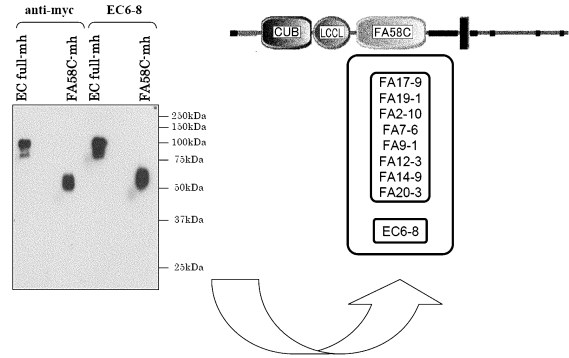 anti-myc EC6-8
EC full-mh FA58C-mh EC full-mh FA58C-mh
250kDa
150kDa
100kDa
75kDa
50kDa
37kDa
25kDa
CUB LCCL FA58C
FA17-9
FA19-1
FA2-10
FA7-6
FA9-1
FA12-3
FA14-9
FA20-3
EC6-8